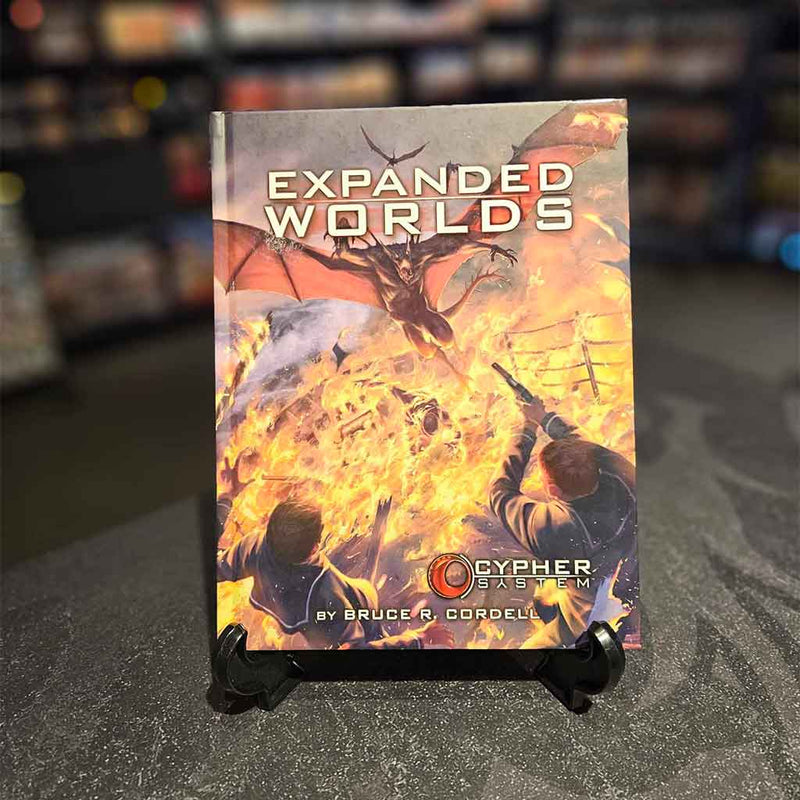 EXPANDED
WORLDS
CYPHER
SYSTEM
BY BRUCE R. CORDELL